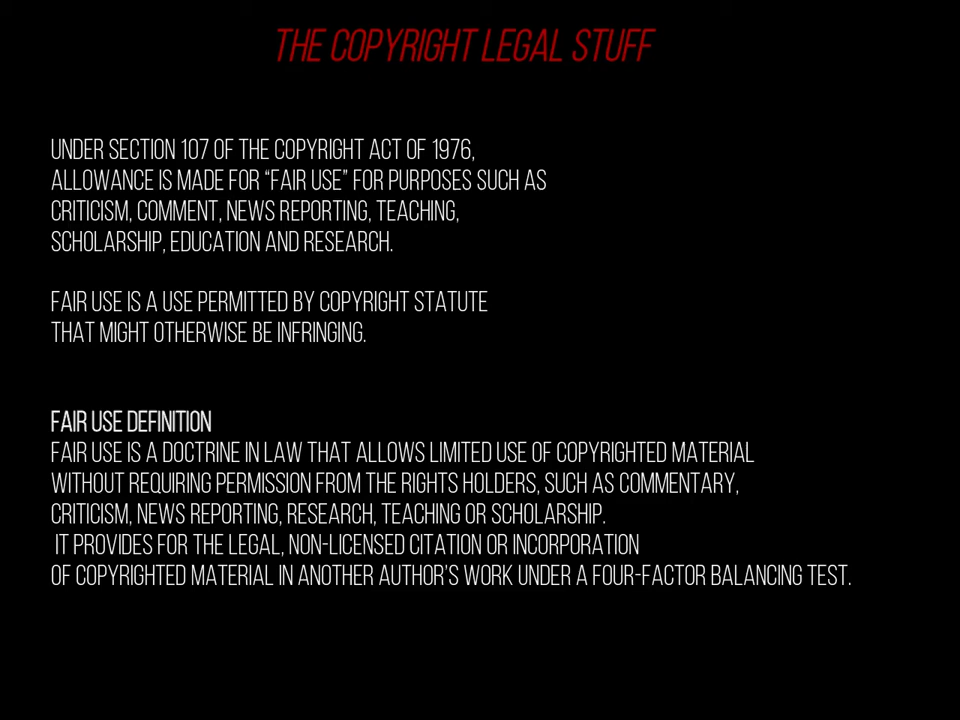 THE COPYRIGHT LEGAL STUFF
UNDER SECTION 107 OF THE COPYRIGHT ACT OF 1976,
ALLOWANCE IS MADE FOR “FAIR USE” FOR PURPOSES SUCH AS
CRITICISM, COMMENT, NEWS REPORTING, TEACHING,
SCHOLARSHIP, EDUCATION AND RESEARCH.
FAIR USE IS A USE PERMITTED BY COPYRIGHT STATUTE
THAT MIGHT OTHERWISE BE INFRINGING.
FAIR USE DEFINITION
FAIR USE IS A DOCTRINE IN LAW THAT ALLOWS LIMITED USE OF COPYRIGHTED MATERIAL
WITHOUT REQUIRING PERMISSION FROM THE RIGHTS HOLDERS, SUCH AS COMMENTARY,
CRITICISM, NEWS REPORTING, RESEARCH, TEACHING OR SCHOLARSHIP.
IT PROVIDES FOR THE LEGAL, NON-LICENSED CITATION OR INCORPORATION
OF COPYRIGHTED MATERIAL IN ANOTHER AUTHOR’S WORK UNDER A FOUR-FACTOR BALANCING TEST.